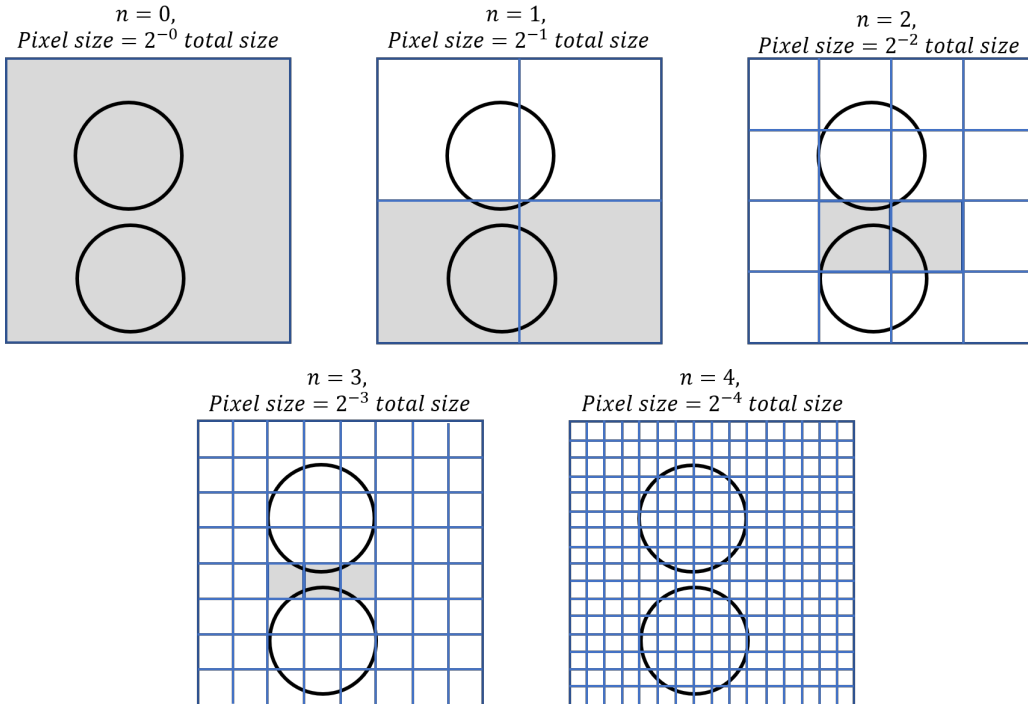 n = 0,
Pixel size = 2⁻⁰ total size
n = 1,
Pixel size = 2⁻¹ total size
n = 2,
Pixel size = 2⁻² total size
n = 3,
Pixel size = 2⁻³ total size
n = 4,
Pixel size = 2⁻⁴ total size